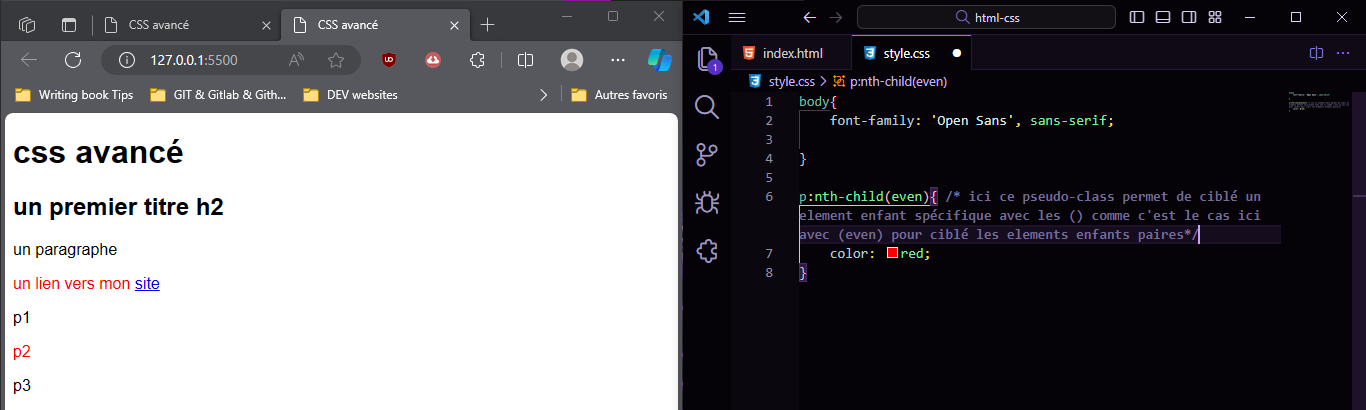 CSS avancé
CSS avancé
127.0.0.1:5500
Writing book Tips
GIT & Gitlab & Gith...
DEV websites
Autres favoris
css avancé
un premier titre h2
un paragraphe
un lien vers mon site
p1
p2
p3
html-css
1
index.html
style.css
style.css > p:nth-child(even)
1 body{
2 font-family: 'Open Sans', sans-serif;
3
4 }
5
6 p:nth-child(even){ /* ici ce pseudo-class permet de ciblé un
element enfant spécifique avec les () comme c'est le cas ici
avec (even) pour ciblé les elements enfants paires*/
7 color: red;
8 }